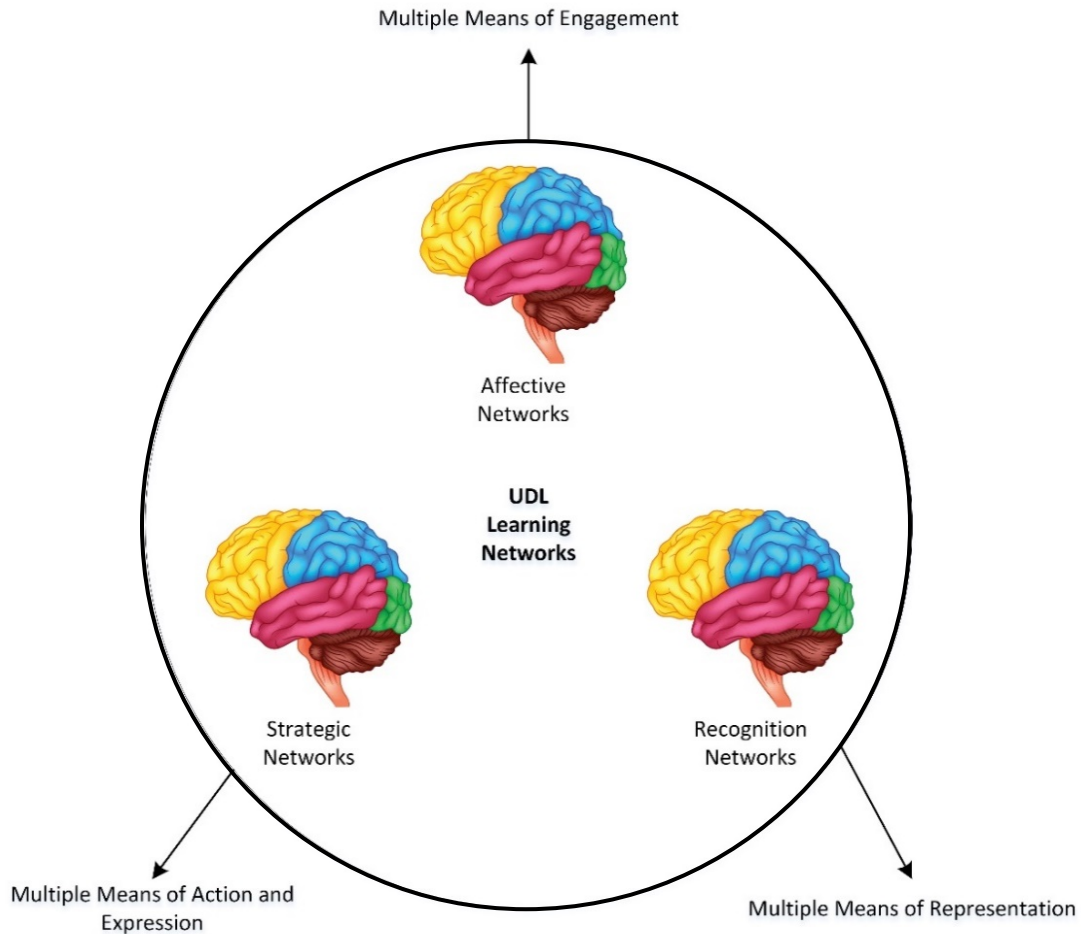 Multiple Means of Engagement
Affective
Networks
UDL
Learning
Networks
Strategic
Networks
Recognition
Networks
Multiple Means of Action and
Expression
Multiple Means of Representation